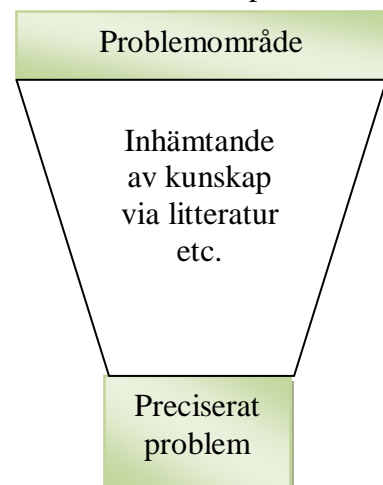 Problemområde
Inhämtande
av kunskap
via litteratur
etc.
Preciserat
problem